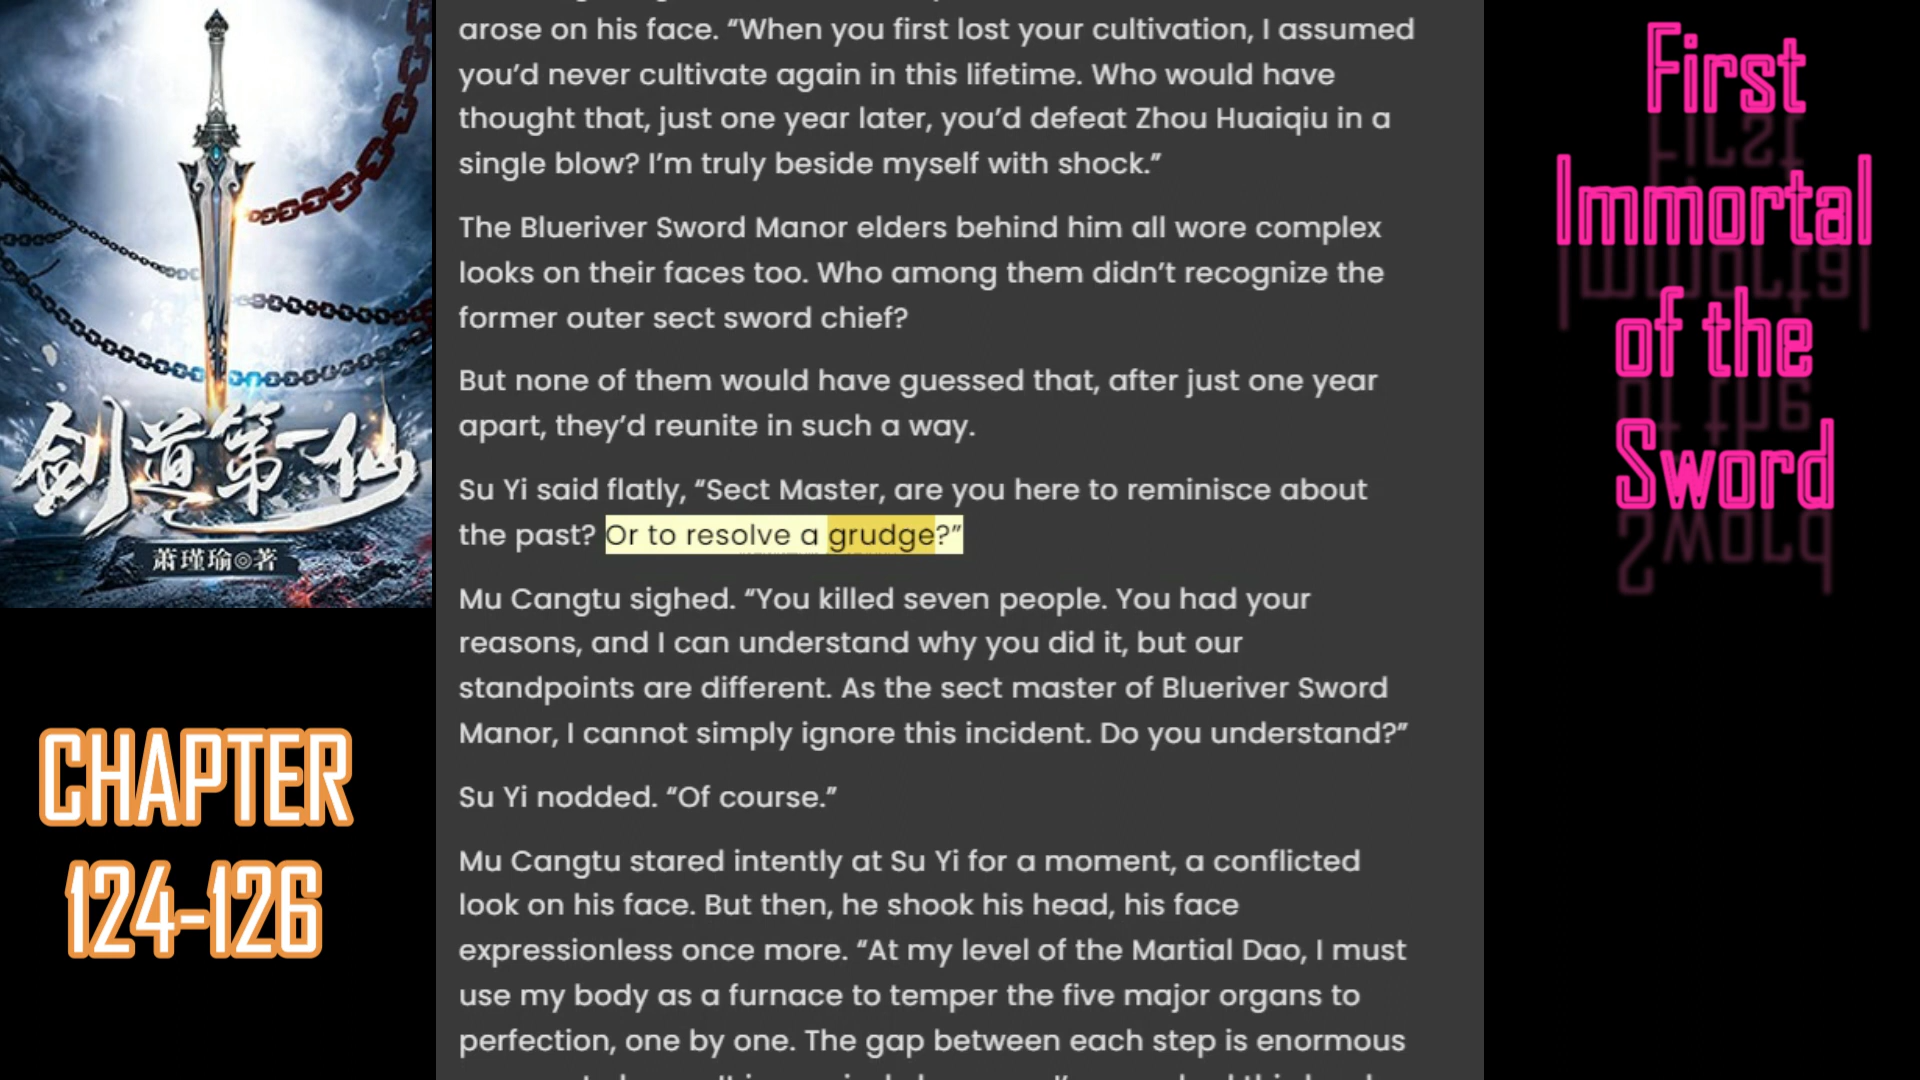 剑道第一仙
萧瑾瑜◎著
CHAPTER
124-126
arose on his face. “When you first lost your cultivation, I assumed
you’d never cultivate again in this lifetime. Who would have
thought that, just one year later, you’d defeat Zhou Huaiqiu in a
single blow? I’m truly beside myself with shock.”
The Blueriver Sword Manor elders behind him all wore complex
looks on their faces too. Who among them didn’t recognize the
former outer sect sword chief?
But none of them would have guessed that, after just one year
apart, they’d reunite in such a way.
Su Yi said flatly, “Sect Master, are you here to reminisce about
the past? Or to resolve a grudge?”
Mu Cangtu sighed. “You killed seven people. You had your
reasons, and I can understand why you did it, but our
standpoints are different. As the sect master of Blueriver Sword
Manor, I cannot simply ignore this incident. Do you understand?”
Su Yi nodded. “Of course.”
Mu Cangtu stared intently at Su Yi for a moment, a conflicted
look on his face. But then, he shook his head, his face
expressionless once more. “At my level of the Martial Dao, I must
use my body as a furnace to temper the five major organs to
perfection, one by one. The gap between each step is enormous
First
Immortal
of the
Sword